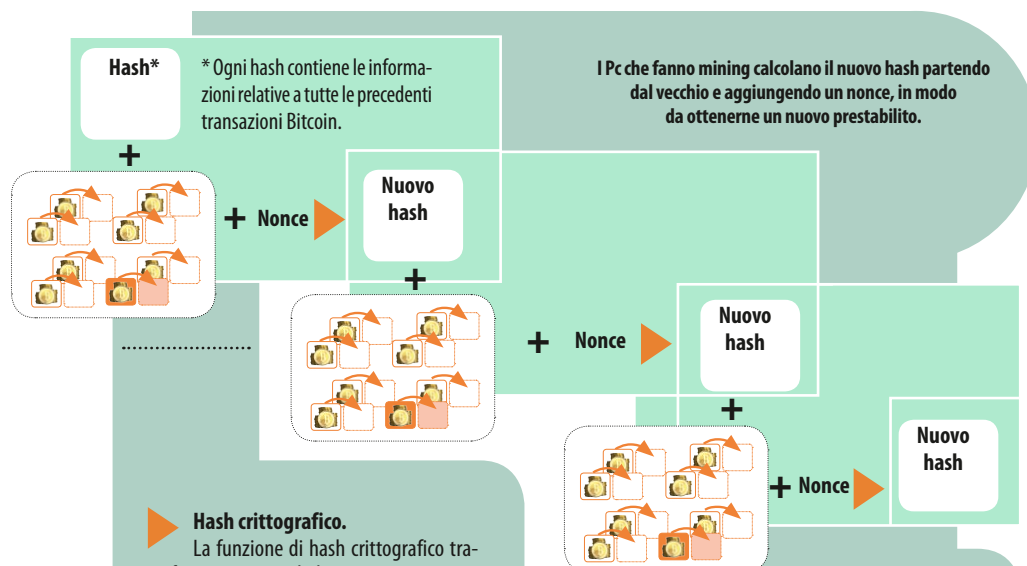 Hash*
* Ogni hash contiene le informa-
zioni relative a tutte le precedenti
transazioni Bitcoin.
I Pc che fanno mining calcolano il nuovo hash partendo
dal vecchio e aggiungendo un nonce, in modo
da ottenerne un nuovo prestabilito.
+
+ Nonce
Nuovo
hash
+
+ Nonce
Nuovo
hash
+
+ Nonce
Nuovo
hash
Hash crittografico.
La funzione di hash crittografico tra-